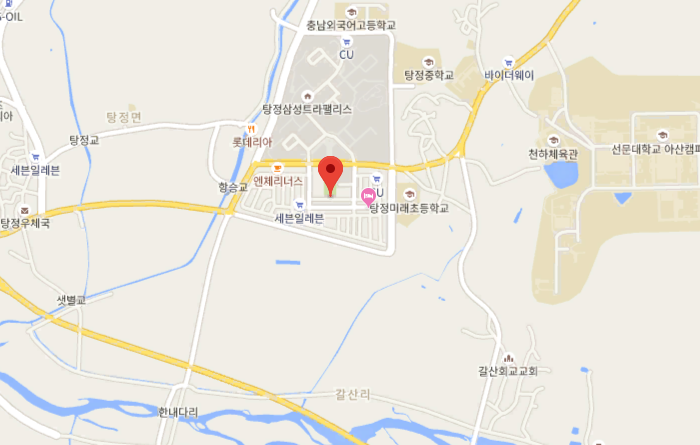 S-OIL
충남외국어고등학교
CU
탕정중학교
바이더웨이
탕정삼성트라팰리스
탕정면
리아
탕정교
롯데리아
천하체육관
선문대학교 아산캠퍼
세븐일레븐
엔제리너스
항승교
CU
탕정미래초등학교
세븐일레븐
탕정우체국
샛별교
갈산회교교회
갈산리
한내다리